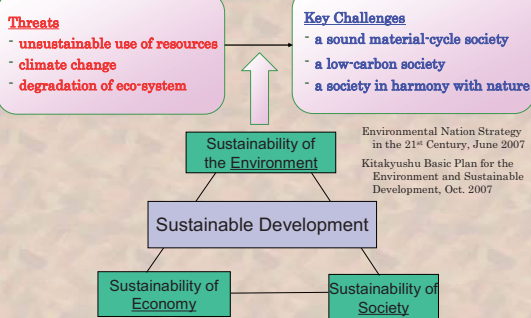 Threats
- unsustainable use of resources
- climate change
- degradation of eco-system
Key Challenges
- a sound material-cycle society
- a low-carbon society
- a society in harmony with nature
Sustainability of
the Environment
Environmental Nation Strategy
in the 21st Century, June 2007
Kitakyushu Basic Plan for the
Environment and Sustainable
Development, Oct. 2007
Sustainable Development
Sustainability of
Economy
Sustainability of
Society